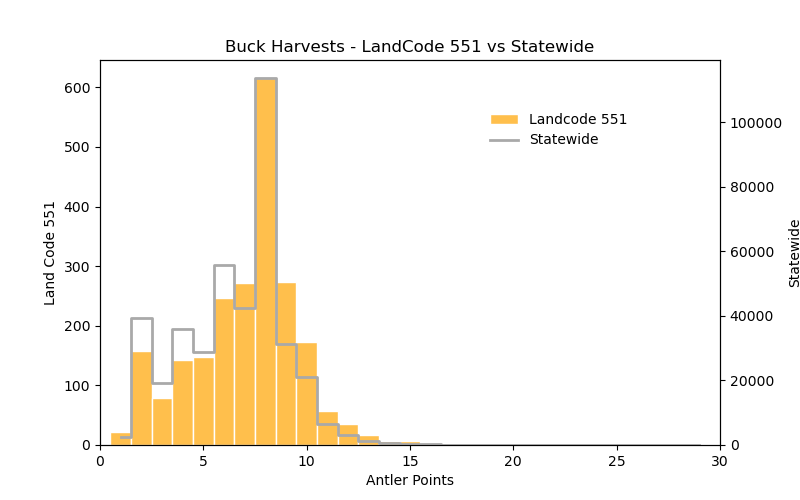 Buck Harvests - LandCode 551 vs Statewide
Landcode 551
Statewide
Land Code 551
600
500
400
300
200
100
0
100000
80000
60000
40000
20000
0
Statewide
0 5 10 15 20 25 30
Antler Points